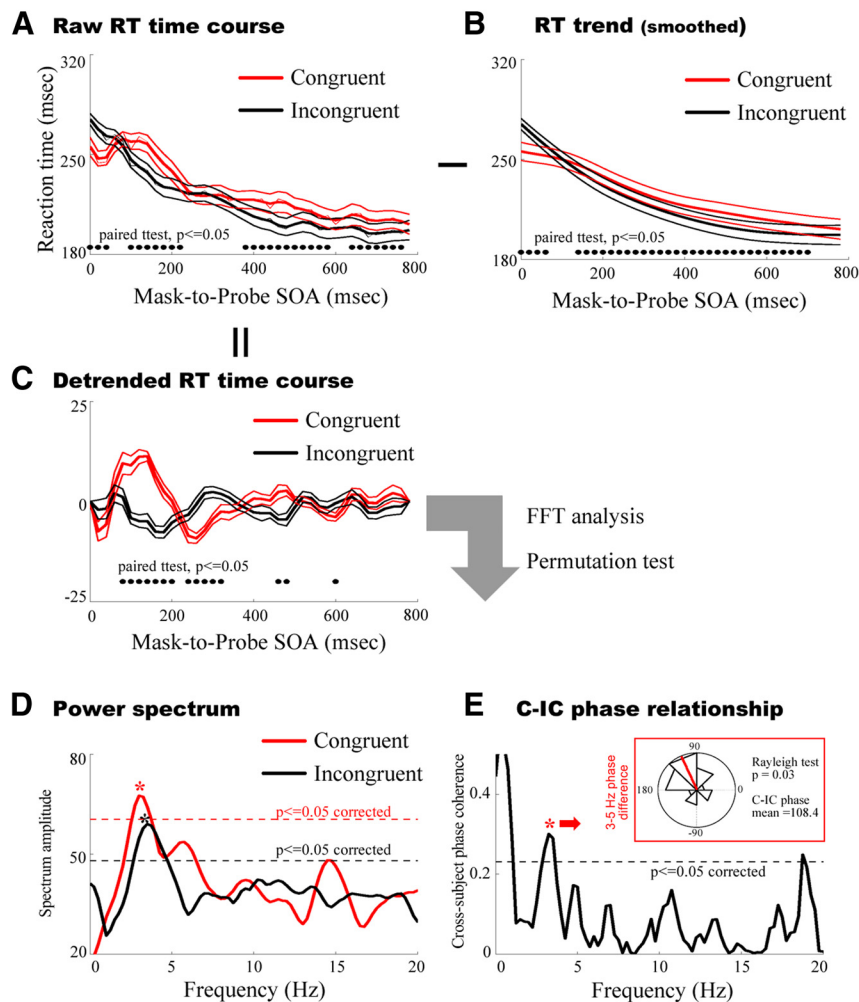 A Raw RT time course
320
250
180
Reaction time (msec)
Congruent
Incongruent
paired ttest, p<=.05
0 200 400 600 800
Mask-to-Probe SOA (msec)
B RT trend (smoothed)
320
250
180
Congruent
Incongruent
paired ttest, p<=.05
0 200 400 600 800
Mask-to-Probe SOA (msec)
C Detrended RT time course
25
0
-25
Congruent
Incongruent
paired ttest, p<=.05
0 200 400 600 800
Mask-to-Probe SOA (msec)
FFT analysis
Permutation test
D Power spectrum
80
50
20
Spectrum amplitude
Congruent
Incongruent
*
*
p<=0.05 corrected
p<=0.05 corrected
0 5 10 15 20
Frequency (Hz)
E C-IC phase relationship
0.4
0.2
0
Cross-subject phase coherence
*
3-5 Hz phase
difference
90
180
0
-90
Rayleigh test
p = 0.03
C-IC phase
mean =108.4
p<=0.05 corrected
0 5 10 15 20
Frequency (Hz)